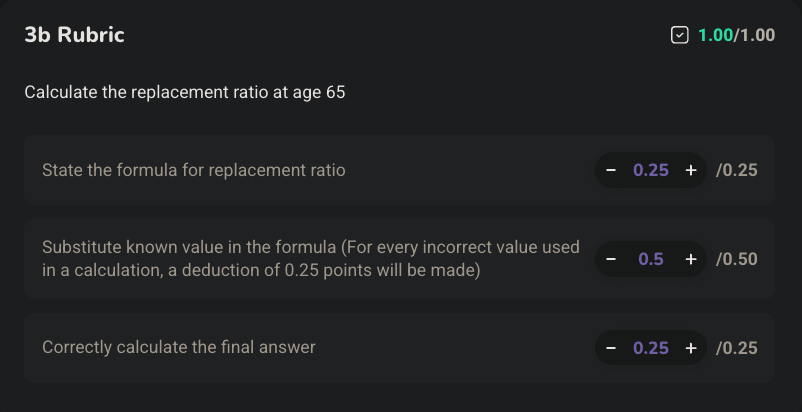 3b Rubric
1.00/1.00
Calculate the replacement ratio at age 65
State the formula for replacement ratio
− 0.25 + /0.25
Substitute known value in the formula (For every incorrect value used
in a calculation, a deduction of 0.25 points will be made)
− 0.5 + /0.50
Correctly calculate the final answer
− 0.25 + /0.25